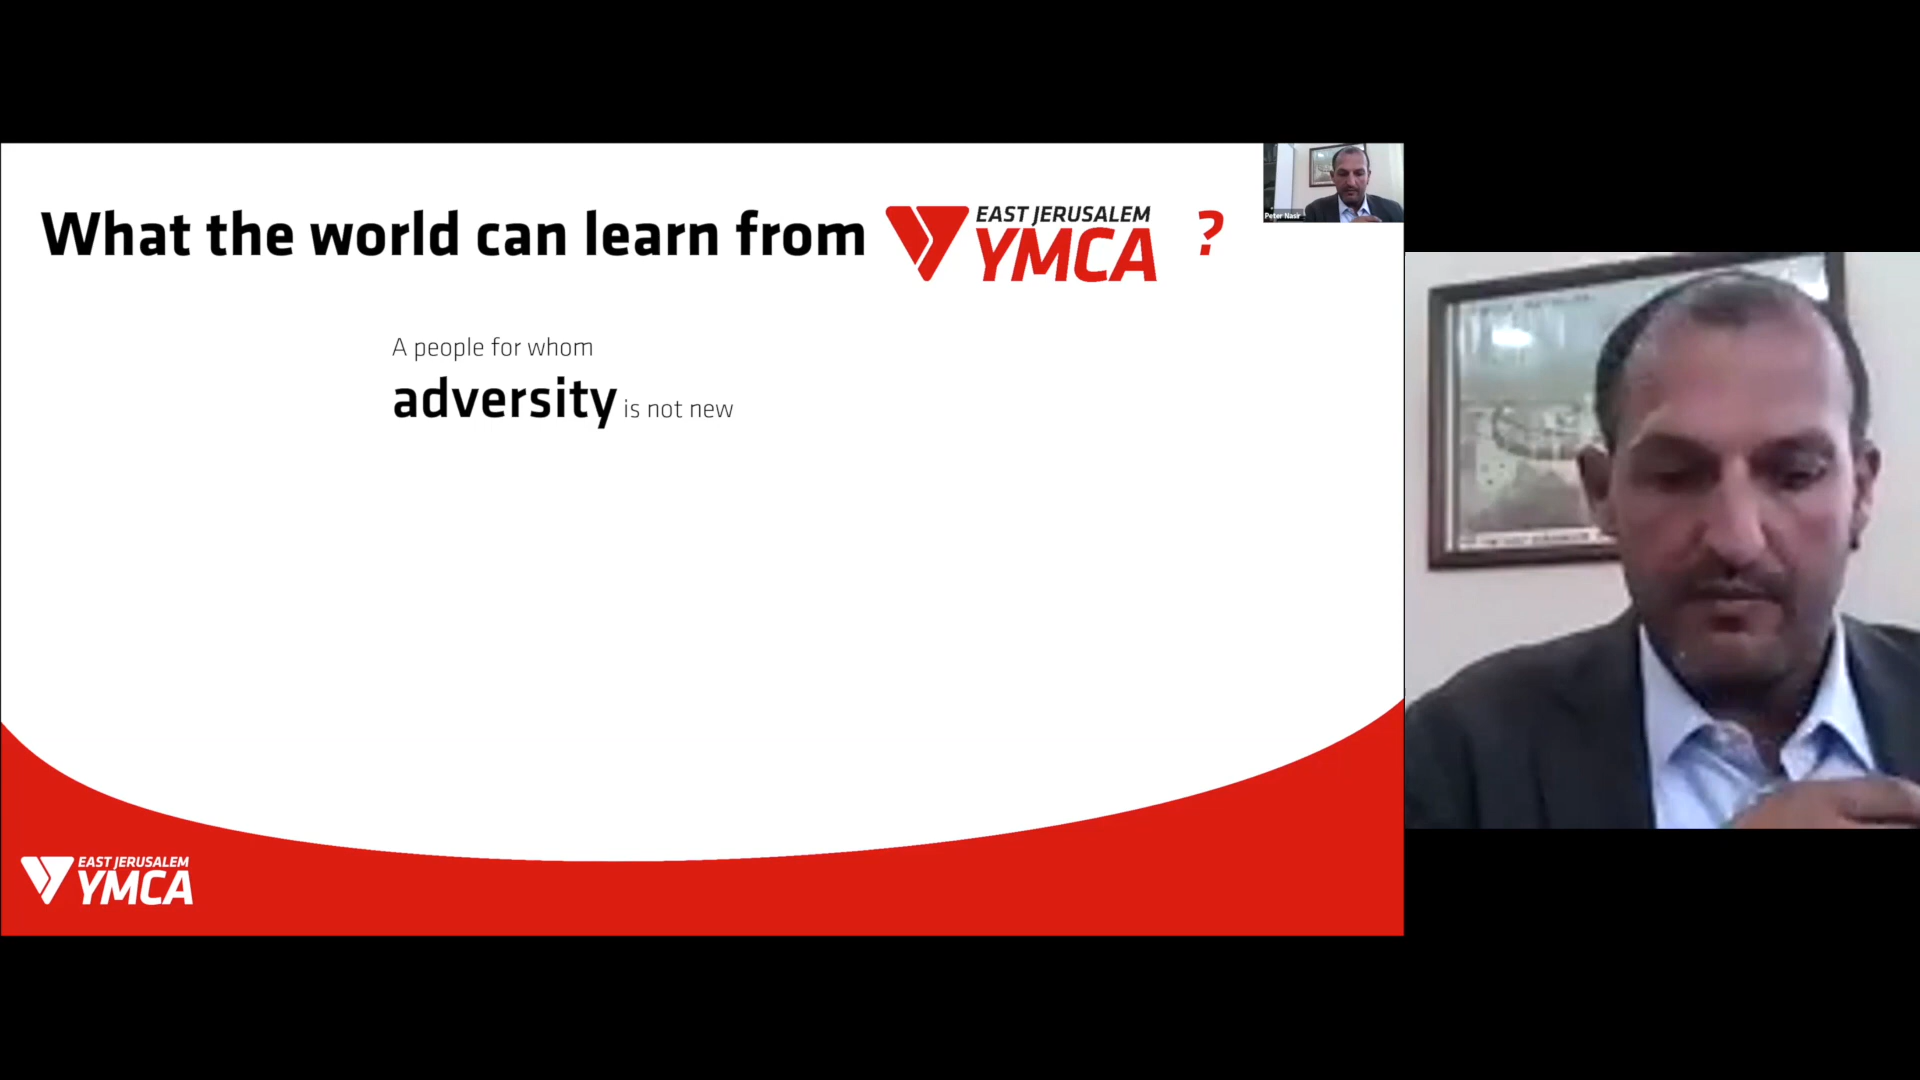 What the world can learn from EAST JERUSALEM YMCA ?
Peter Nasir
A people for whom
adversity is not new
EAST JERUSALEM
YMCA